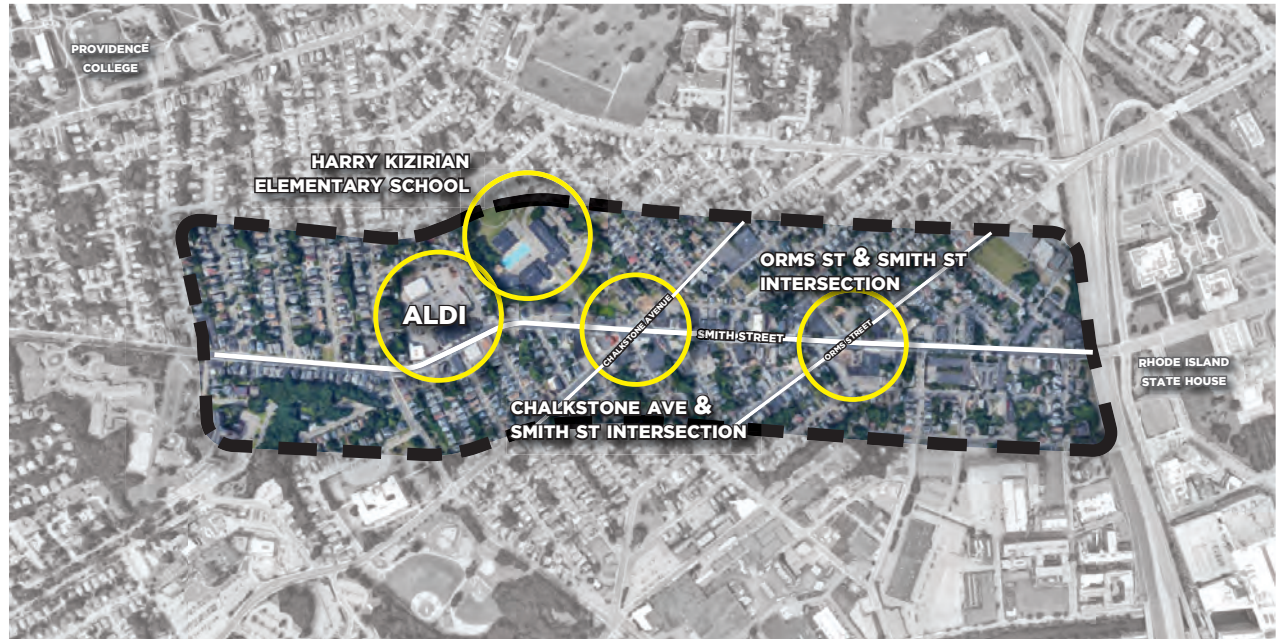 PROVIDENCE
COLLEGE
HARRY KIZIRIAN
ELEMENTARY SCHOOL
ALDI
ORMS ST & SMITH ST
INTERSECTION
CHALKSTONE AVENUE
SMITH STREET
ORMS STREET
RHODE ISLAND
STATE HOUSE
CHALKSTONE AVE &
SMITH ST INTERSECTION